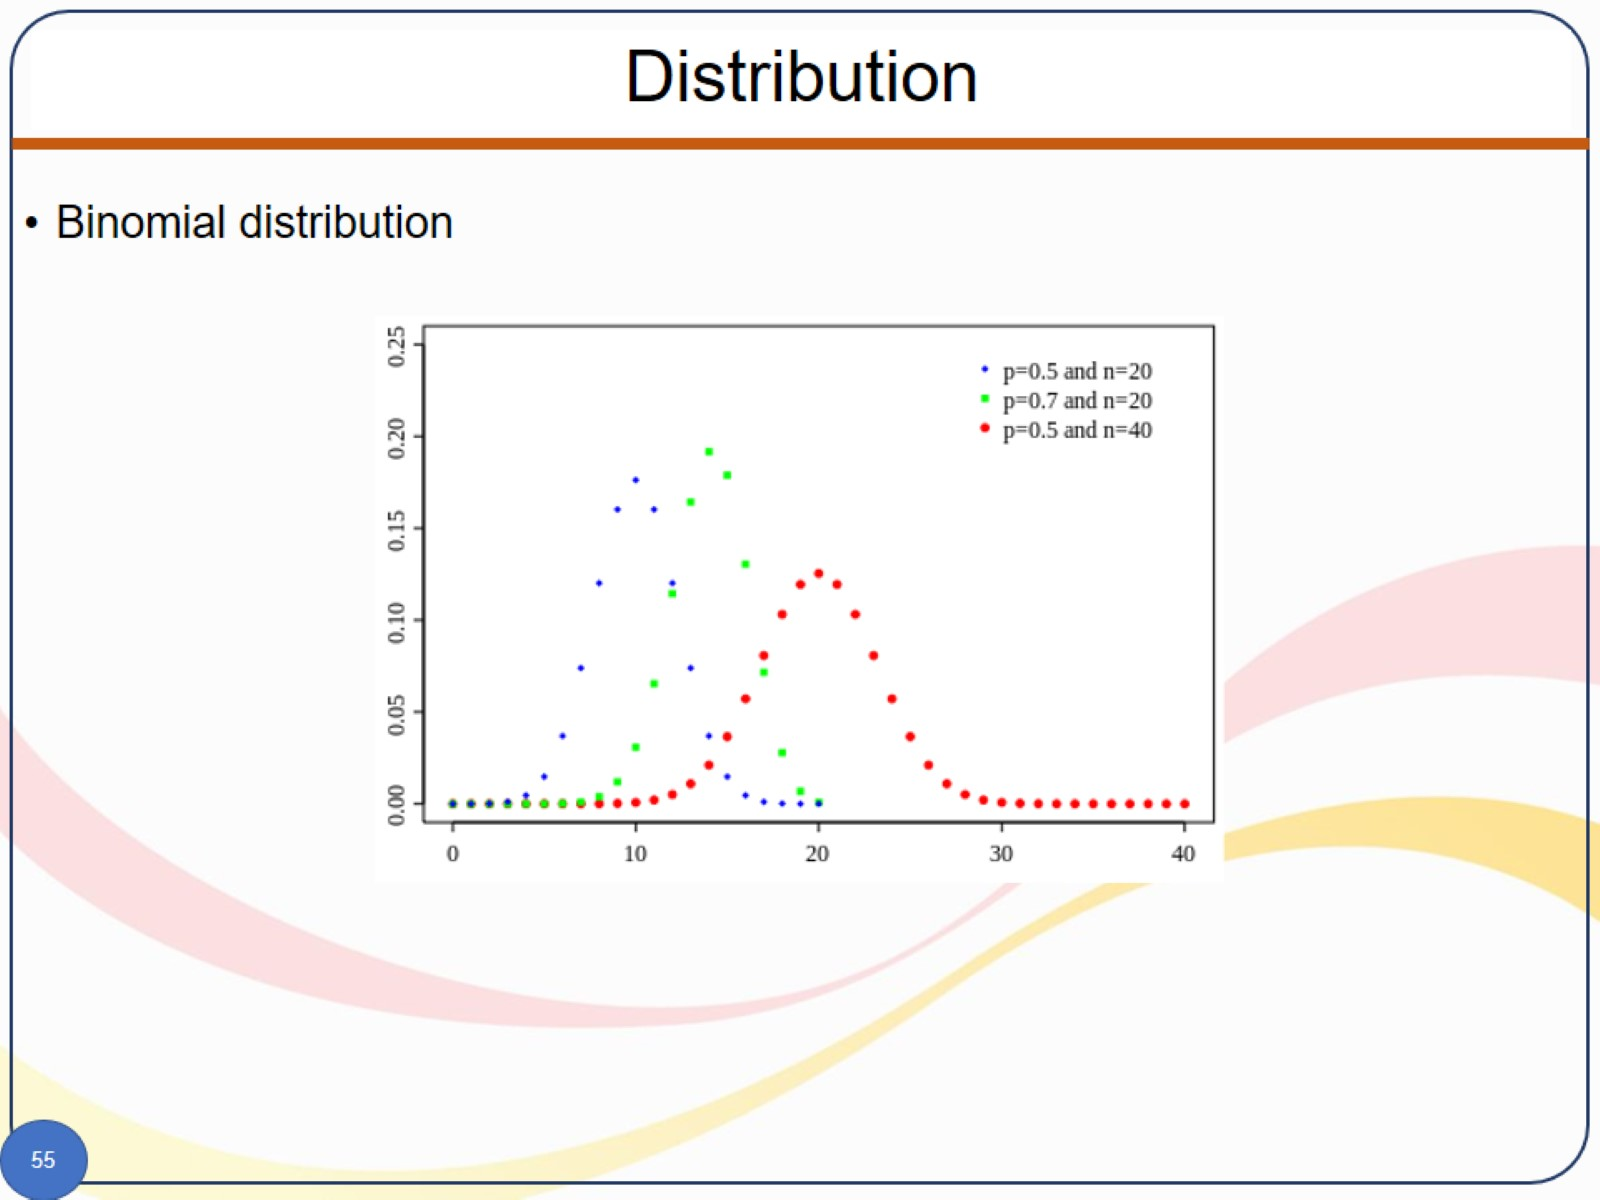 Distribution
• Binomial distribution
0.25
0.20
0.15
0.10
0.05
0.00
p=0.5 and n=20
p=0.7 and n=20
p=0.5 and n=40
0 10 20 30 40
55